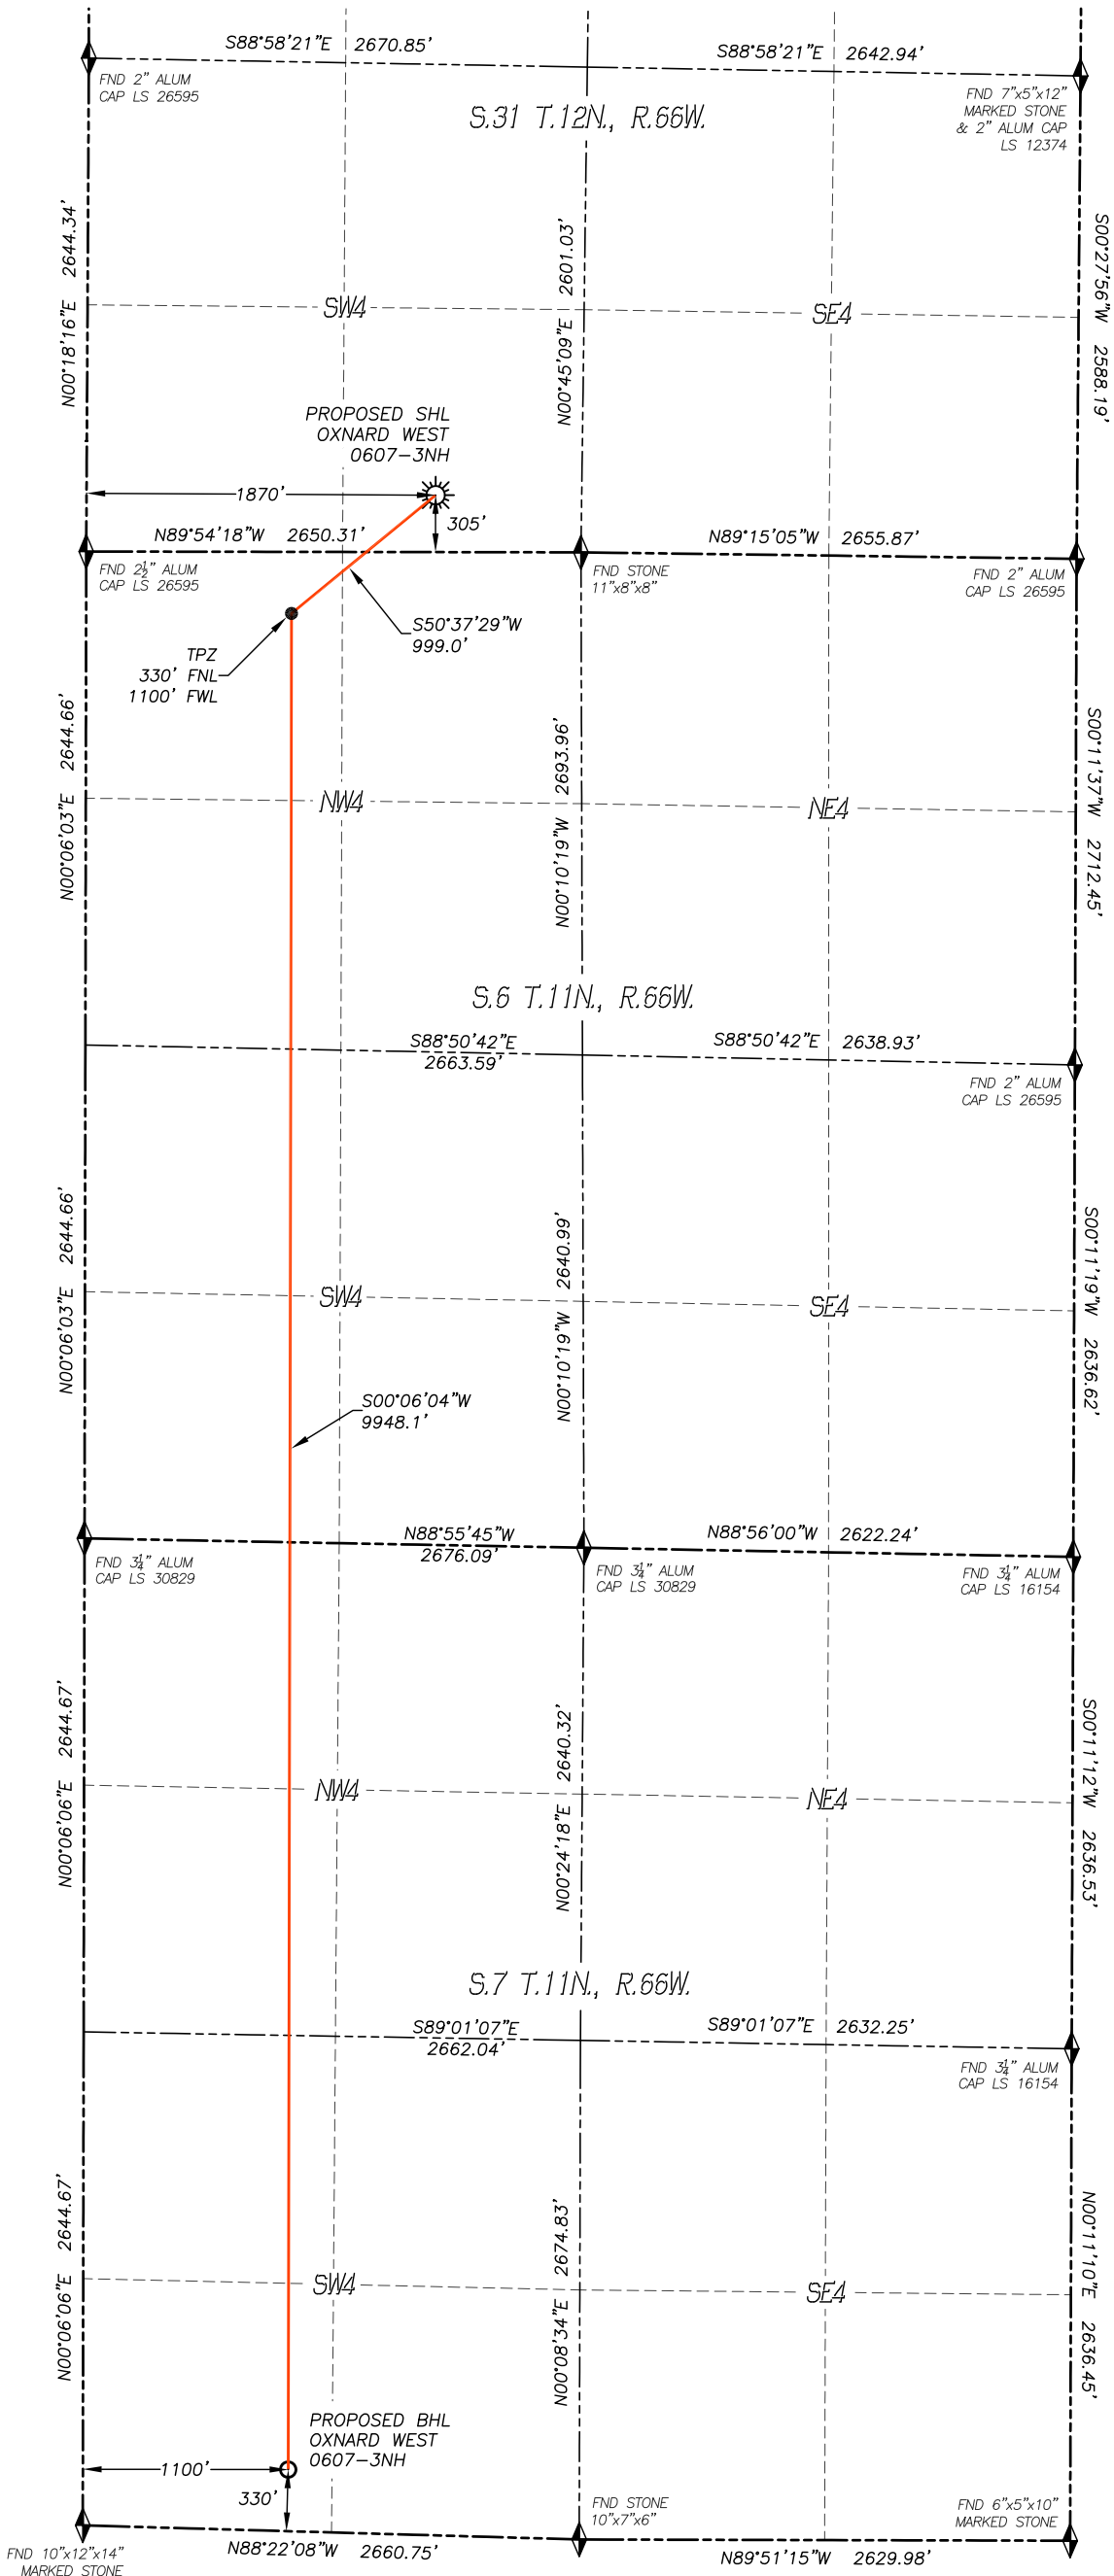 S88°58'21"E 2670.85'
S88°58'21"E 2642.94'
FND 2" ALUM
CAP LS 26595
FND 7"x5"x12"
MARKED STONE
& 2" ALUM CAP
LS 12374
S.31 T.12N., R.66W.
N00°18'16"E 2644.34'
N00°45'09"E 2601.03'
S00°27'56"W 2588.19'
SW4
SE4
PROPOSED SHL
OXNARD WEST
0607-3NH
1870'
305'
N89°54'18"W 2650.31'
N89°15'05"W 2655.87'
FND 2½" ALUM
CAP LS 26595
FND STONE
11"x8"x8"
FND 2" ALUM
CAP LS 26595
S50°37'29"W
999.0'
TPZ
330' FNL
1100' FWL
N00°06'03"E 2644.66'
N00°10'19"W 2693.96'
S00°11'37"W 2712.45'
NW4
NE4
S.6 T.11N., R.66W.
S88°50'42"E
2663.59'
S88°50'42"E 2638.93'
FND 2" ALUM
CAP LS 26595
N00°06'03"E 2644.66'
N00°10'19"W 2640.99'
S00°11'19"W 2636.62'
SW4
SE4
S00°06'04"W
9948.1'
N88°55'45"W
2676.09'
N88°56'00"W 2622.24'
FND 3¼" ALUM
CAP LS 30829
FND 3¼" ALUM
CAP LS 30829
FND 3¼" ALUM
CAP LS 16154
N00°06'06"E 2644.67'
N00°24'18"E 2640.32'
S00°11'12"W 2636.53'
NW4
NE4
S.7 T.11N., R.66W.
S89°01'07"E
2662.04'
S89°01'07"E 2632.25'
FND 3¼" ALUM
CAP LS 16154
N00°06'06"E 2644.67'
N00°08'34"E 2674.83'
N00°11'10"E 2636.45'
SW4
SE4
PROPOSED BHL
OXNARD WEST
0607-3NH
1100'
330'
FND STONE
10"x7"x6"
FND 6"x5"x10"
MARKED STONE
FND 10"x12"x14"
MARKED STONE
N88°22'08"W 2660.75'
N89°51'15"W 2629.98'